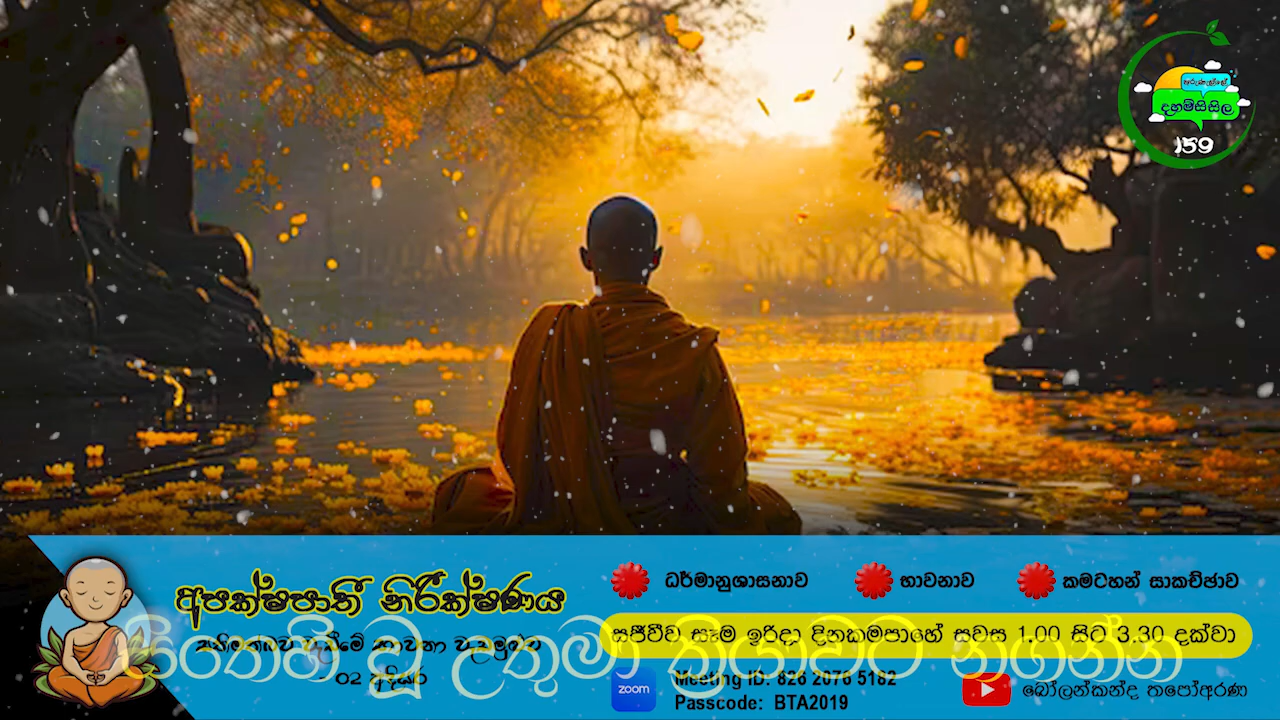 දහම්සිසිල
159
අපක්ෂපාතී නිරීක්ෂණය
02 අදියර
ධර්මානුශාසනාව
භාවනාව
කමටහන් සාකච්ඡාව
සජීවීව සෑම ඉරිදා දිනකමපාහේ සවස 1.00 සිට 3.30 දක්වා
zoom
Meeting ID: 826 2076 5182
Passcode: BTA2019
බෝලන්කන්ද තපෝඅරණ
සිතෙහි වූ උතුමා ක්‍රියාවට නගන්න